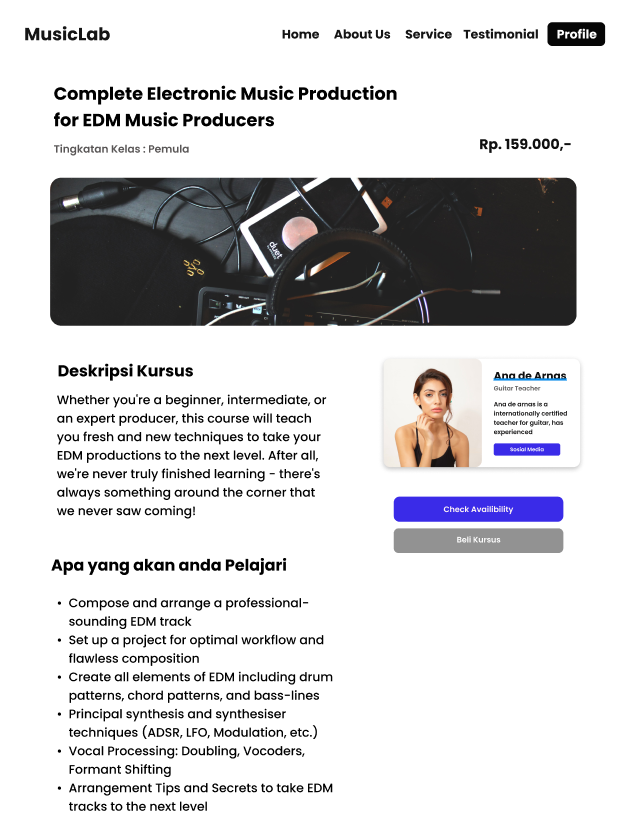 MusicLab
Home About Us Service Testimonial Profile
Complete Electronic Music Production
for EDM Music Producers
Tingkatan Kelas : Pemula
Rp. 159.000,-
duet
Deskripsi Kursus
Whether you're a beginner, intermediate, or
an expert producer, this course will teach
you fresh and new techniques to take your
EDM productions to the next level. After all,
we're never truly finished learning - there's
always something around the corner that
we never saw coming!
Ana de Arnas
Guitar Teacher
Ana de arnas is a
internationally certified
teacher for guitar, has
experienced
Sosial Media
Check Availibility
Beli Kursus
Apa yang akan anda Pelajari
• Compose and arrange a professional-
sounding EDM track
• Set up a project for optimal workflow and
flawless composition
• Create all elements of EDM including drum
patterns, chord patterns, and bass-lines
• Principal synthesis and synthesiser
techniques (ADSR, LFO, Modulation, etc.)
• Vocal Processing: Doubling, Vocoders,
Formant Shifting
• Arrangement Tips and Secrets to take EDM
tracks to the next level